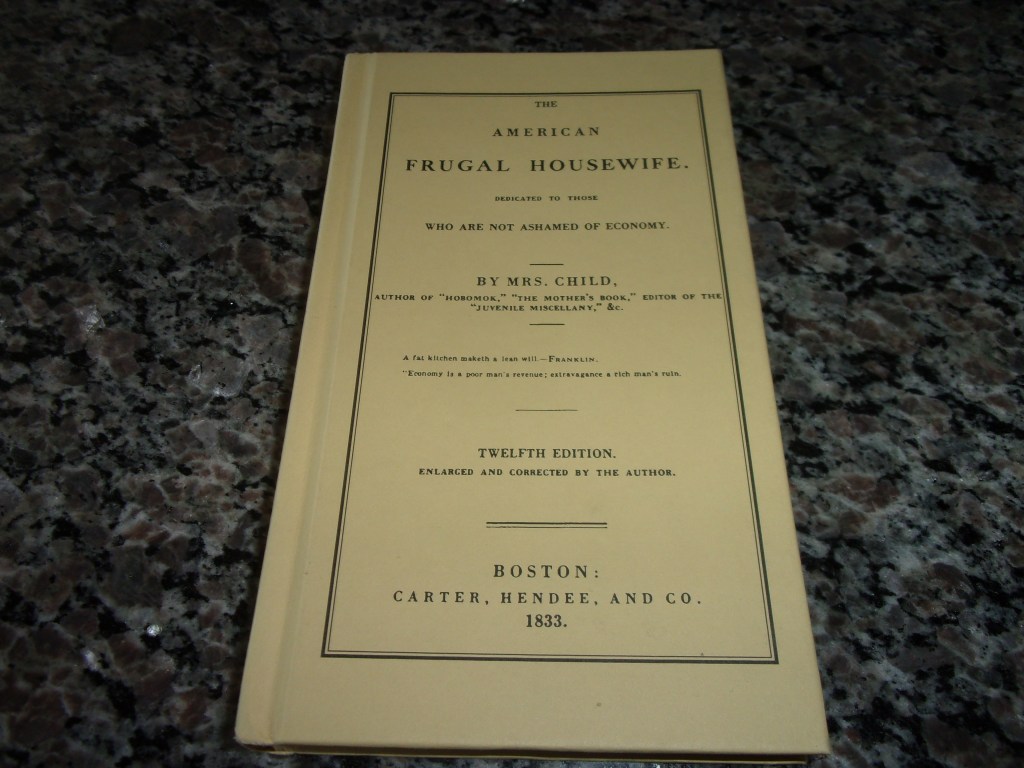 THE
AMERICAN
FRUGAL HOUSEWIFE.
DEDICATED TO THOSE
WHO ARE NOT ASHAMED OF ECONOMY.
BY MRS. CHILD,
AUTHOR OF "HOBOMOK," "THE MOTHER'S BOOK," EDITOR OF THE
"JUVENILE MISCELLANY," &c.
A fat kitchen maketh a lean will.—FRANKLIN.
"Economy is a poor man's revenue; extravagance a rich man's ruin.
TWELFTH EDITION.
ENLARGED AND CORRECTED BY THE AUTHOR.
BOSTON:
CARTER, HENDEE, AND CO.
1833.